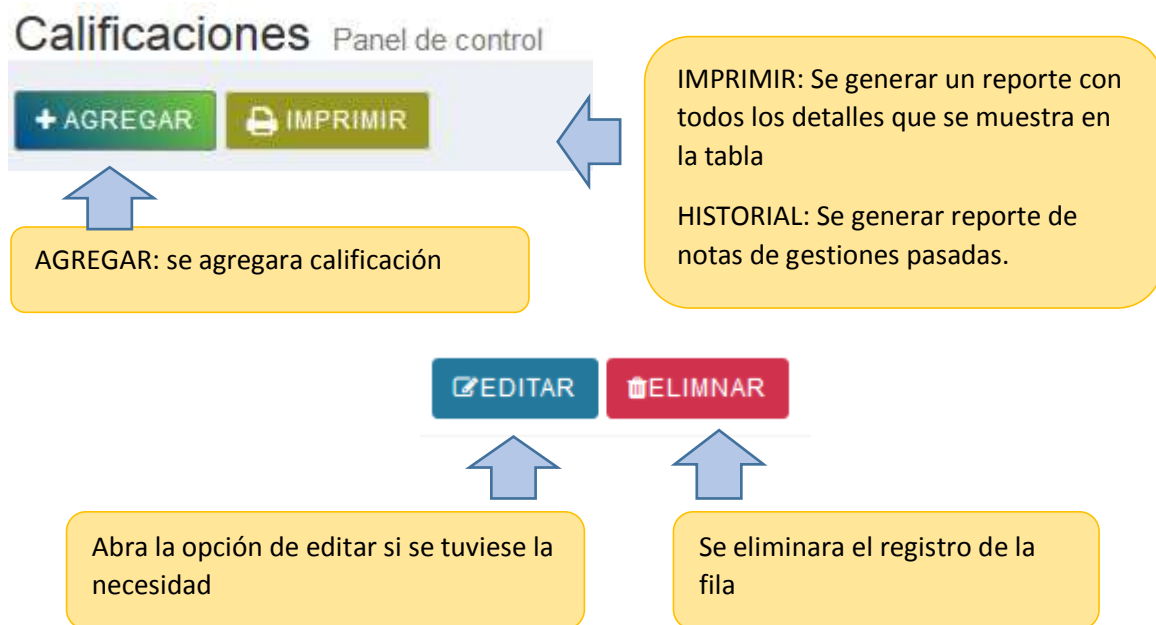 Calificaciones Panel de control
AGREGAR IMPRIMIR
IMPRIMIR: Se generar un reporte con
todos los detalles que se muestra en
la tabla
HISTORIAL: Se generar reporte de
notas de gestiones pasadas.
AGREGAR: se agregara calificación
EDITAR ELIMNAR
Abra la opción de editar si se tuviese la
necesidad
Se eliminara el registro de la
fila